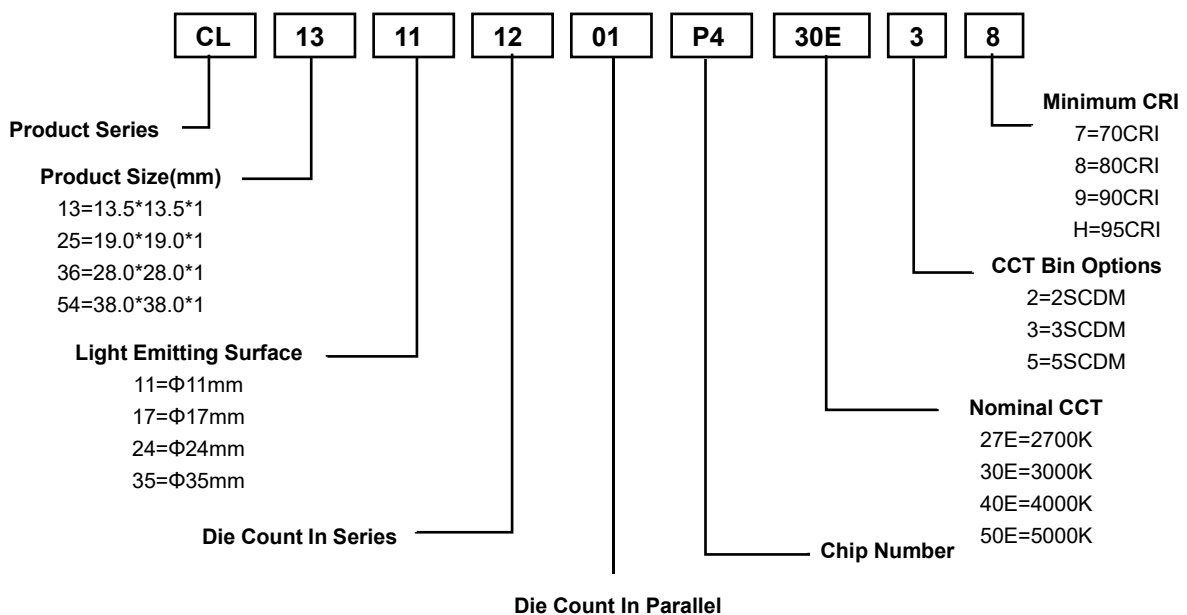 CL 13 11 12 01 P4 30E 3 8
Product Series
Product Size(mm)
13=13.5*13.5*1
25=19.0*19.0*1
36=28.0*28.0*1
54=38.0*38.0*1
Light Emitting Surface
11=Φ11mm
17=Φ17mm
24=Φ24mm
35=Φ35mm
Die Count In Series
Die Count In Parallel
Chip Number
Nominal CCT
27E=2700K
30E=3000K
40E=4000K
50E=5000K
CCT Bin Options
2=2SCDM
3=3SCDM
5=5SCDM
Minimum CRI
7=70CRI
8=80CRI
9=90CRI
H=95CRI